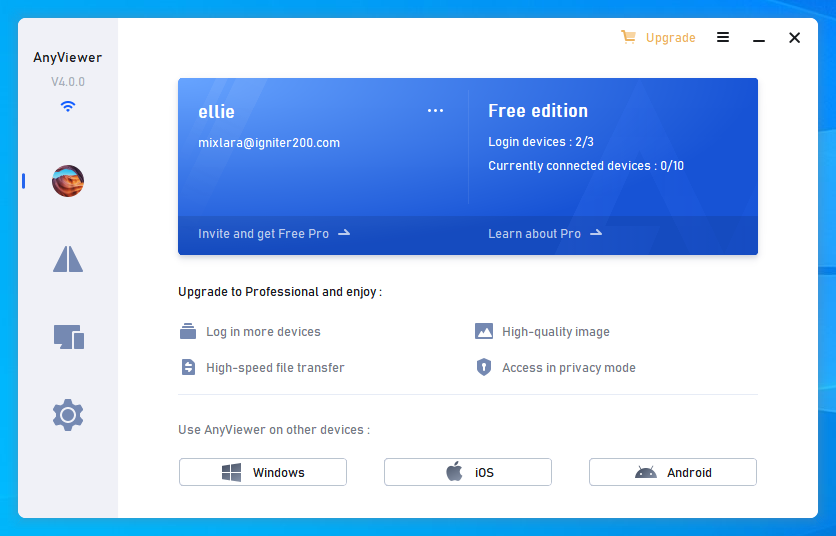 Upgrade
AnyViewer
V4.0.0
ellie
mixlara@igniter200.com
Invite and get Free Pro
Free edition
Login devices : 2/3
Currently connected devices : 0/10
Learn about Pro
Upgrade to Professional and enjoy :
Log in more devices
High-quality image
High-speed file transfer
Access in privacy mode
Use AnyViewer on other devices :
Windows
iOS
Android